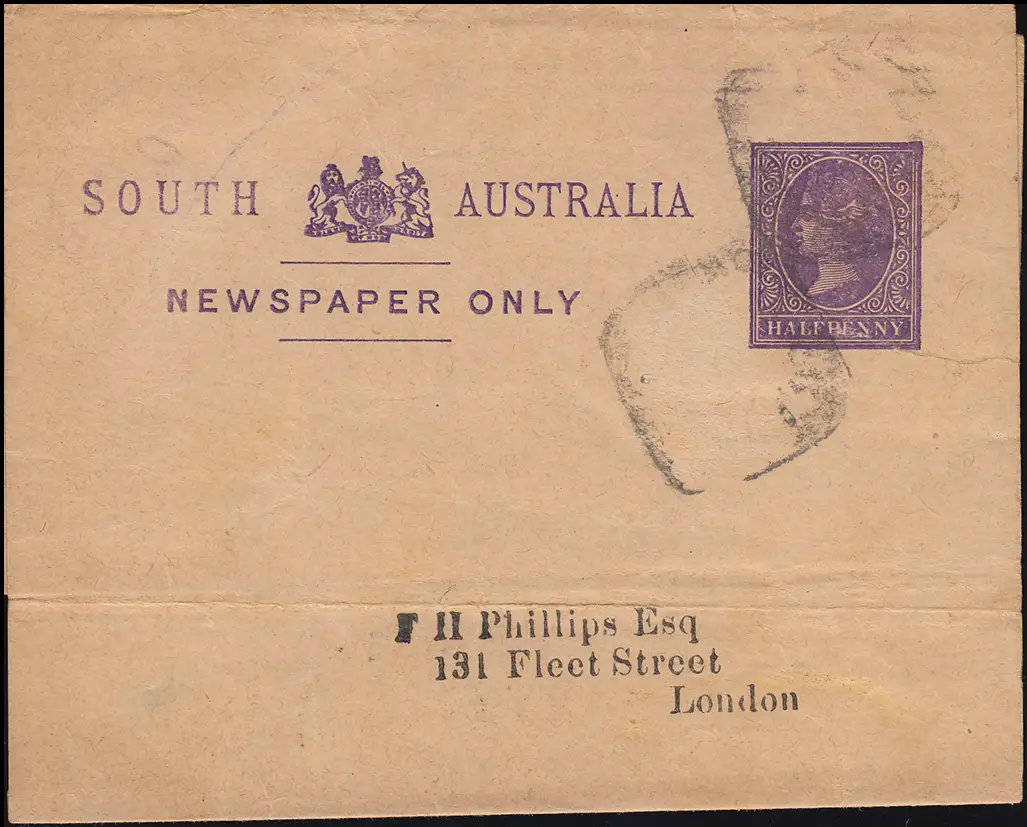 SOUTH AUSTRALIA
NEWSPAPER ONLY
HALFPENNY
F H Phillips Esq
131 Fleet Street
London